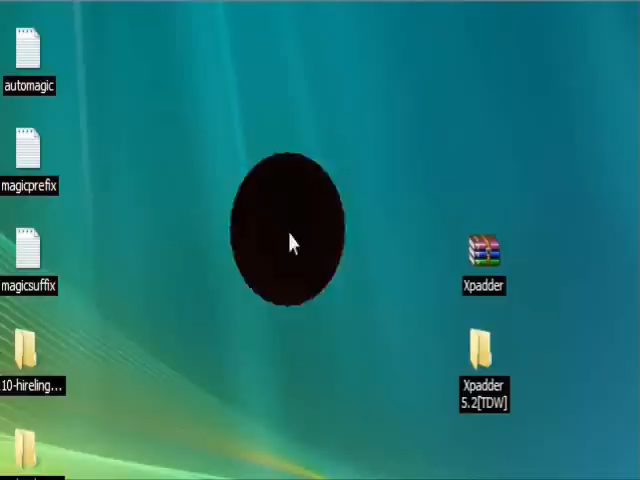 automagic
magicprefix
magicsuffix
10-hireling...
Xpadder
Xpadder
5.2[TDW]